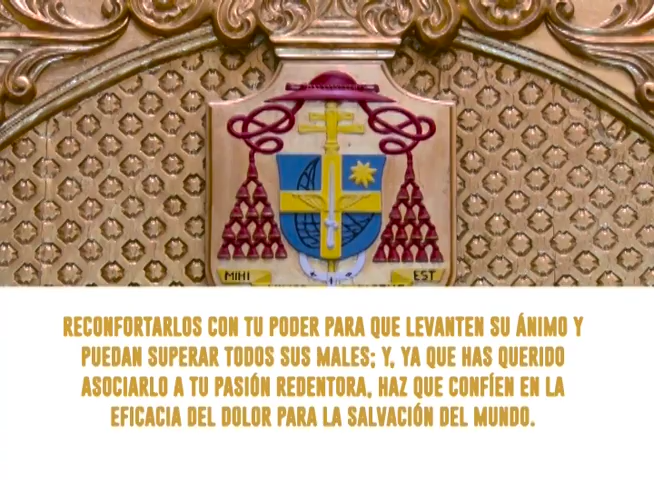 MIHI EST
RECONFORTARLOS CON TU PODER PARA QUE LEVANTEN SU ÁNIMO Y
PUEDAN SUPERAR TODOS SUS MALES; Y, YA QUE HAS QUERIDO
ASOCIARLO A TU PASIÓN REDENTORA, HAZ QUE CONFÍEN EN LA
EFICACIA DEL DOLOR PARA LA SALVACIÓN DEL MUNDO.